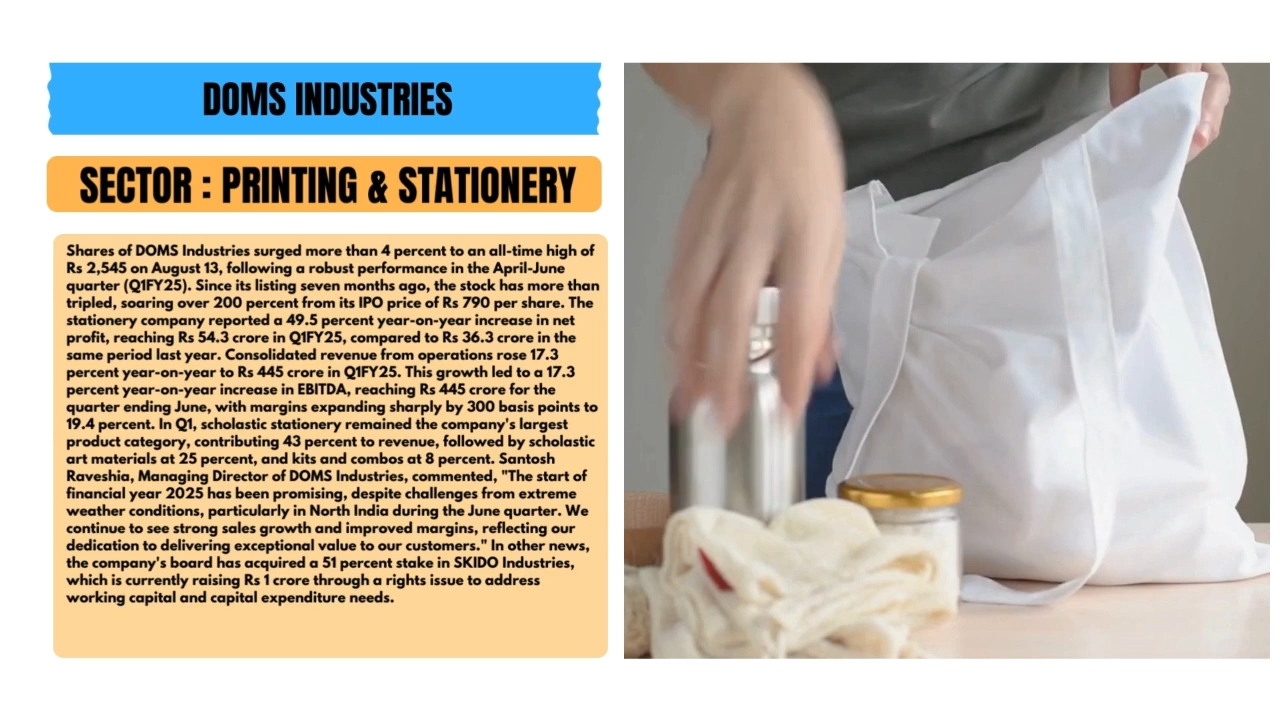 DOMS INDUSTRIES
SECTOR : PRINTING & STATIONERY
Shares of DOMS Industries surged more than 4 percent to an all-time high of
Rs 2,545 on August 13, following a robust performance in the April-June
quarter (Q1FY25). Since its listing seven months ago, the stock has more than
tripled, soaring over 200 percent from its IPO price of Rs 790 per share. The
stationery company reported a 49.5 percent year-on-year increase in net
profit, reaching Rs 54.3 crore in Q1FY25, compared to Rs 36.3 crore in the
same period last year. Consolidated revenue from operations rose 17.3
percent year-on-year to Rs 445 crore in Q1FY25. This growth led to a 17.3
percent year-on-year increase in EBITDA, reaching Rs 445 crore for the
quarter ending June, with margins expanding sharply by 300 basis points to
19.4 percent. In Q1, scholastic stationery remained the company's largest
product category, contributing 43 percent to revenue, followed by scholastic
art materials at 25 percent, and kits and combos at 8 percent. Santosh
Raveshia, Managing Director of DOMS Industries, commented, "The start of
financial year 2025 has been promising, despite challenges from extreme
weather conditions, particularly in North India during the June quarter. We
continue to see strong sales growth and improved margins, reflecting our
dedication to delivering exceptional value to our customers." In other news,
the company's board has acquired a 51 percent stake in SKIDO Industries,
which is currently raising Rs 1 crore through a rights issue to address
working capital and capital expenditure needs.